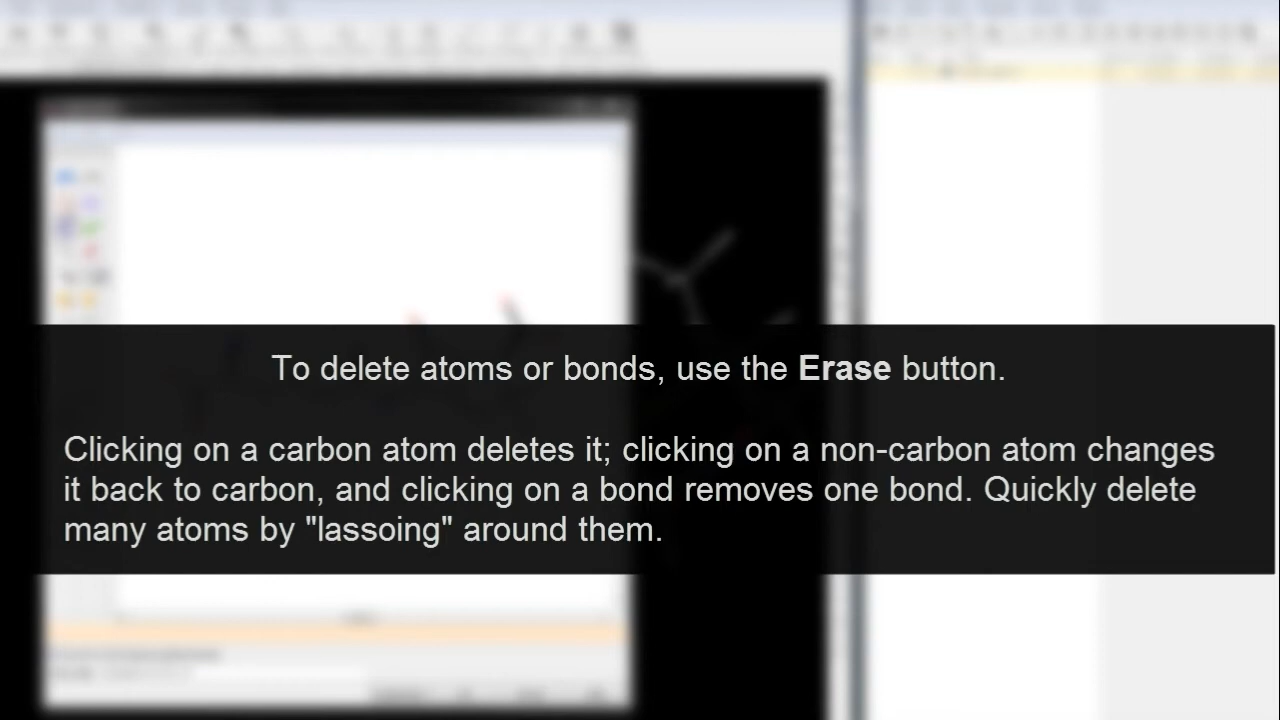 To delete atoms or bonds, use the Erase button.
Clicking on a carbon atom deletes it; clicking on a non-carbon atom changes
it back to carbon, and clicking on a bond removes one bond. Quickly delete
many atoms by "lassoing" around them.